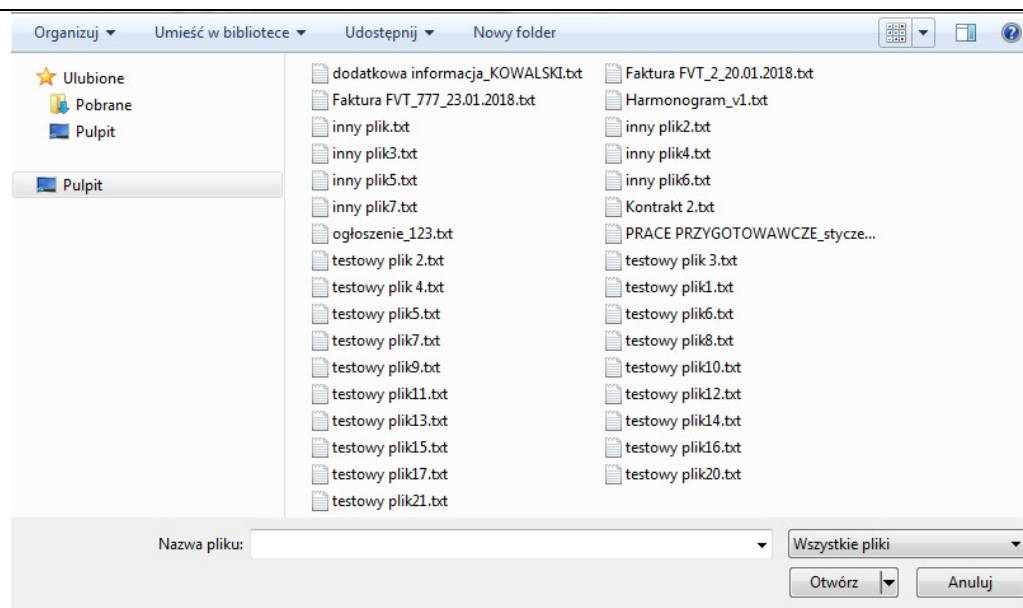 Organizuj Umieść w bibliotece Udostępnij Nowy folder
Ulubione
Pobrane
Pulpit
Pulpit
dodatkowa informacja_KOWALSKI.txt Faktura FVT_2_20.01.2018.txt
Faktura FVT_777_23.01.2018.txt Harmonogram_v1.txt
inny plik.txt inny plik2.txt
inny plik3.txt inny plik4.txt
inny plik5.txt inny plik6.txt
inny plik7.txt Kontrakt 2.txt
ogłoszenie_123.txt PRACE PRZYGOTOWAWCZE_stycze...
testowy plik 2.txt testowy plik 3.txt
testowy plik 4.txt testowy plik1.txt
testowy plik5.txt testowy plik6.txt
testowy plik7.txt testowy plik8.txt
testowy plik9.txt testowy plik10.txt
testowy plik11.txt testowy plik12.txt
testowy plik13.txt testowy plik14.txt
testowy plik15.txt testowy plik16.txt
testowy plik17.txt testowy plik20.txt
testowy plik21.txt
Nazwa pliku: Wszystkie pliki
Otwórz Anuluj